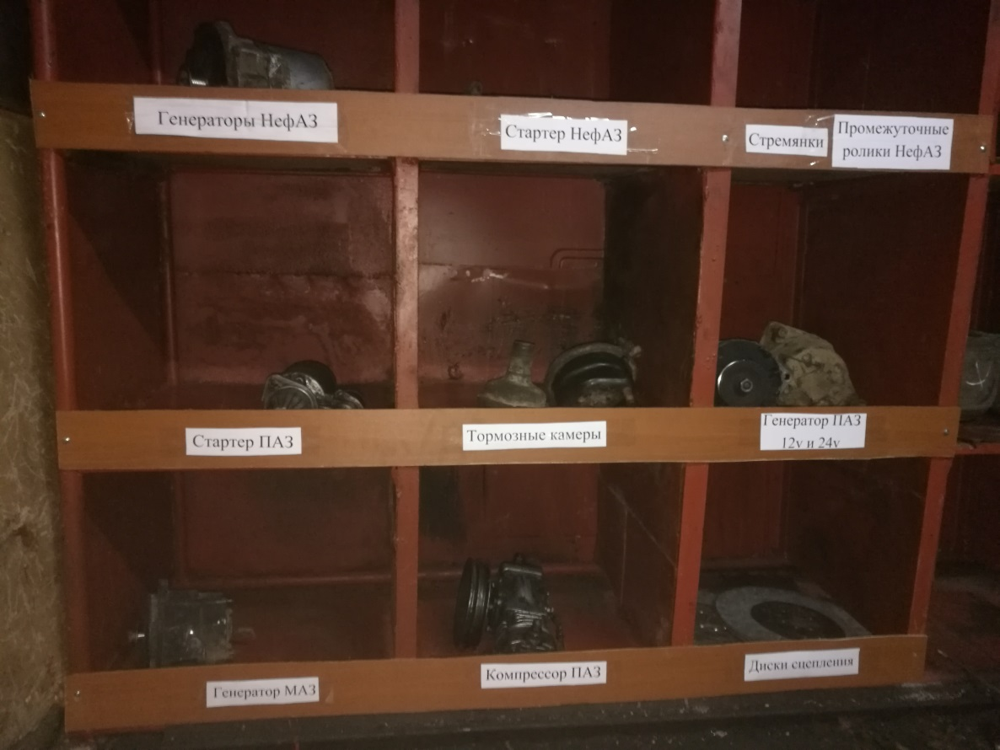 Генераторы НефАЗ
Стартер НефАЗ
Стремянки
Промежуточные
ролики НефАЗ
Стартер ПАЗ
Тормозные камеры
Генератор ПАЗ
12v и 24v
Генератор МАЗ
Компрессор ПАЗ
Диски сцепления